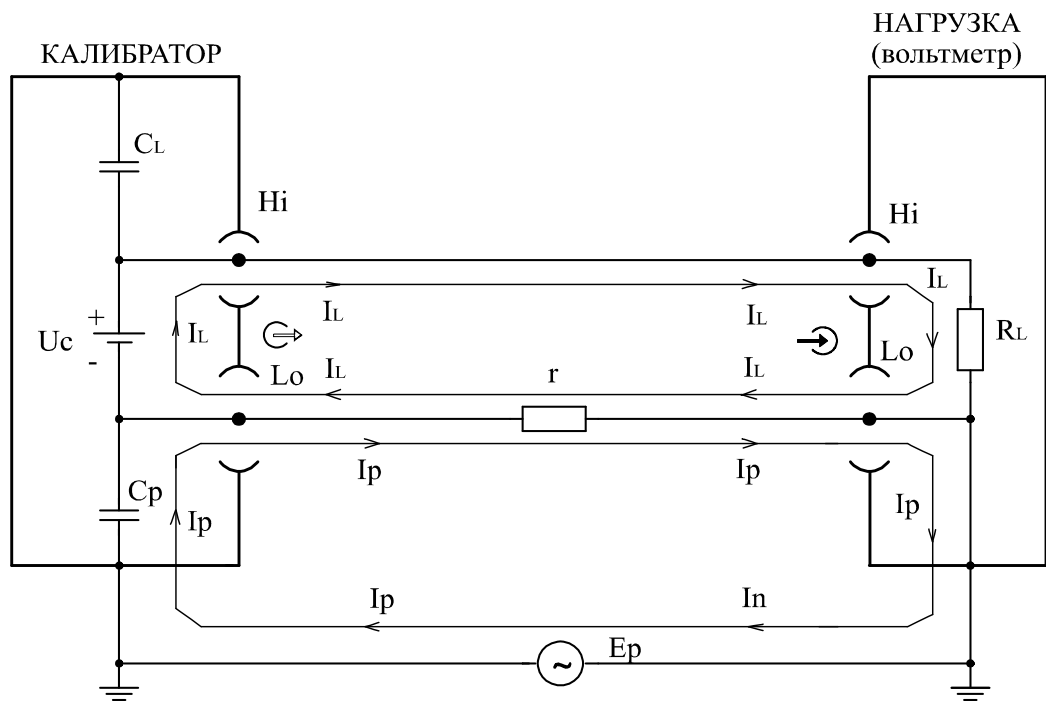 КАЛИБРАТОР
НАГРУЗКА
(вольтметр)
CL
Hi
Hi
IL
IL
IL
+
Uc
-
IL
RL
Lo
Lo
IL
r
IL
Ip
Ip
Cp
Ip
Ip
Ip
In
Ep
~